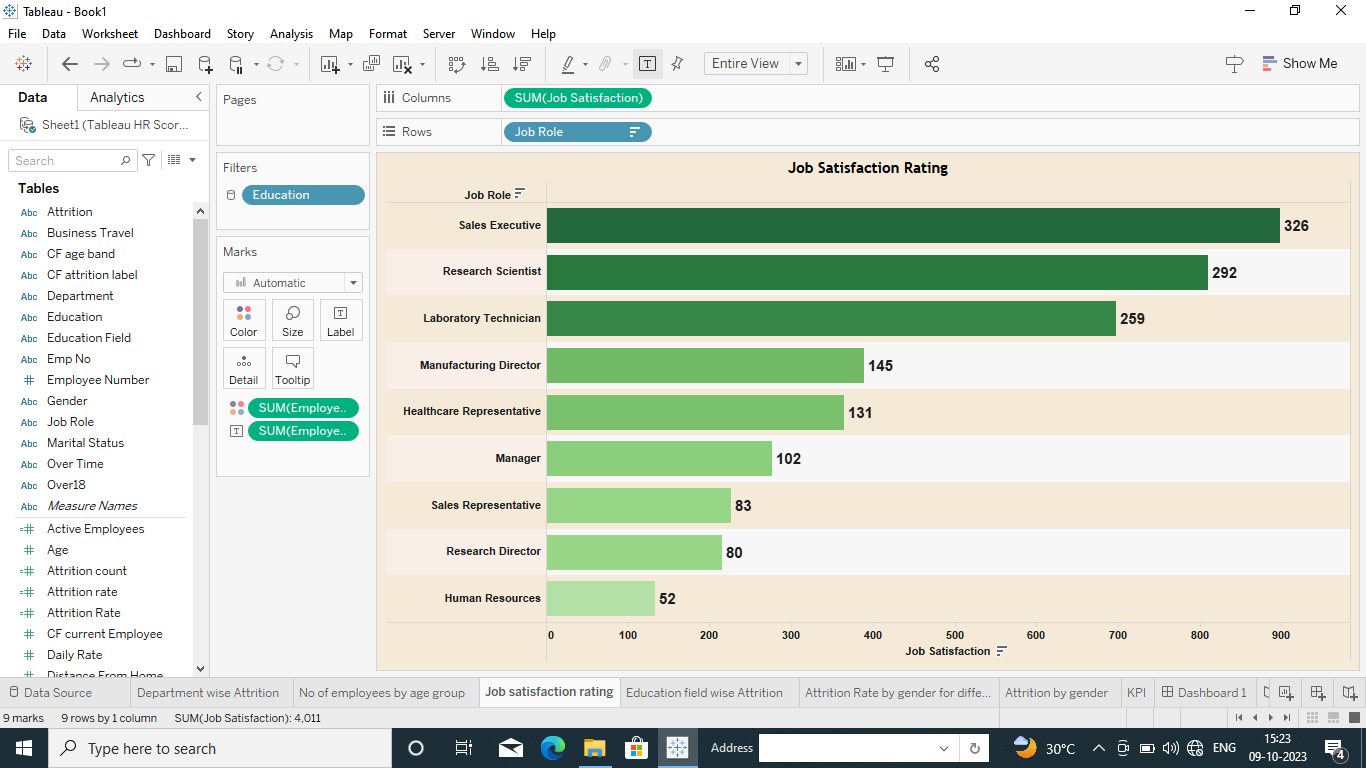 Tableau - Book1
File Data Worksheet Dashboard Story Analysis Map Format Server Window Help
Entire View
Show Me
Data Analytics
Sheet1 (Tableau HR Scor...
Search
Tables
Abc Attrition
Abc Business Travel
Abc CF age band
Abc CF attrition label
Abc Department
Abc Education
Abc Education Field
Abc Emp No
# Employee Number
Abc Gender
Abc Job Role
Abc Marital Status
Abc Over Time
Abc Over18
Abc Measure Names
=# Active Employees
# Age
=# Attrition count
=# Attrition rate
=# Attrition Rate
# CF current Employee
# Daily Rate
# Distance From Home
Pages
Filters
Education
Marks
Automatic
Color Size Label
Detail Tooltip
SUM(Employe..
SUM(Employe..
Columns SUM(Job Satisfaction)
Rows Job Role
Job Satisfaction Rating
Job Role
Sales Executive 326
Research Scientist 292
Laboratory Technician 259
Manufacturing Director 145
Healthcare Representative 131
Manager 102
Sales Representative 83
Research Director 80
Human Resources 52
0 100 200 300 400 500 600 700 800 900
Job Satisfaction
Data Source Department wise Attrition No of employees by age group Job satisfaction rating Education field wise Attrition Attrition Rate by gender for diffe... Attrition by gender KPI Dashboard 1
9 marks 9 rows by 1 column SUM(Job Satisfaction): 4,011
Type here to search
Address
30°C
ENG
15:23
09-10-2023
4